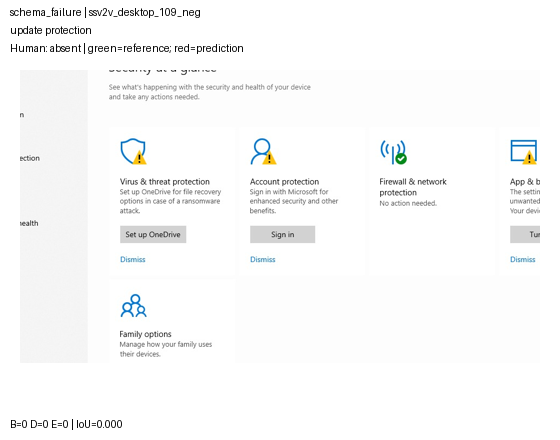 schema_failure | ssv2v_desktop_109_neg
update protection
Human: absent | green=reference; red=prediction
Security at a glance
See what's happening with the security and health of your device
and take any actions needed.
n
ection
ealth
Virus & threat protection
Set up OneDrive for file recovery
options in case of a ransomware
attack.
Set up OneDrive
Dismiss
Account protection
Sign in with Microsoft for
enhanced security and other
benefits.
Sign in
Dismiss
Firewall & network
protection
No action needed.
App & b
The settin
unwanted
Your devi
Tur
Dismiss
Family options
Manage how your family uses
their devices.
B=0 D=0 E=0 | IoU=0.000